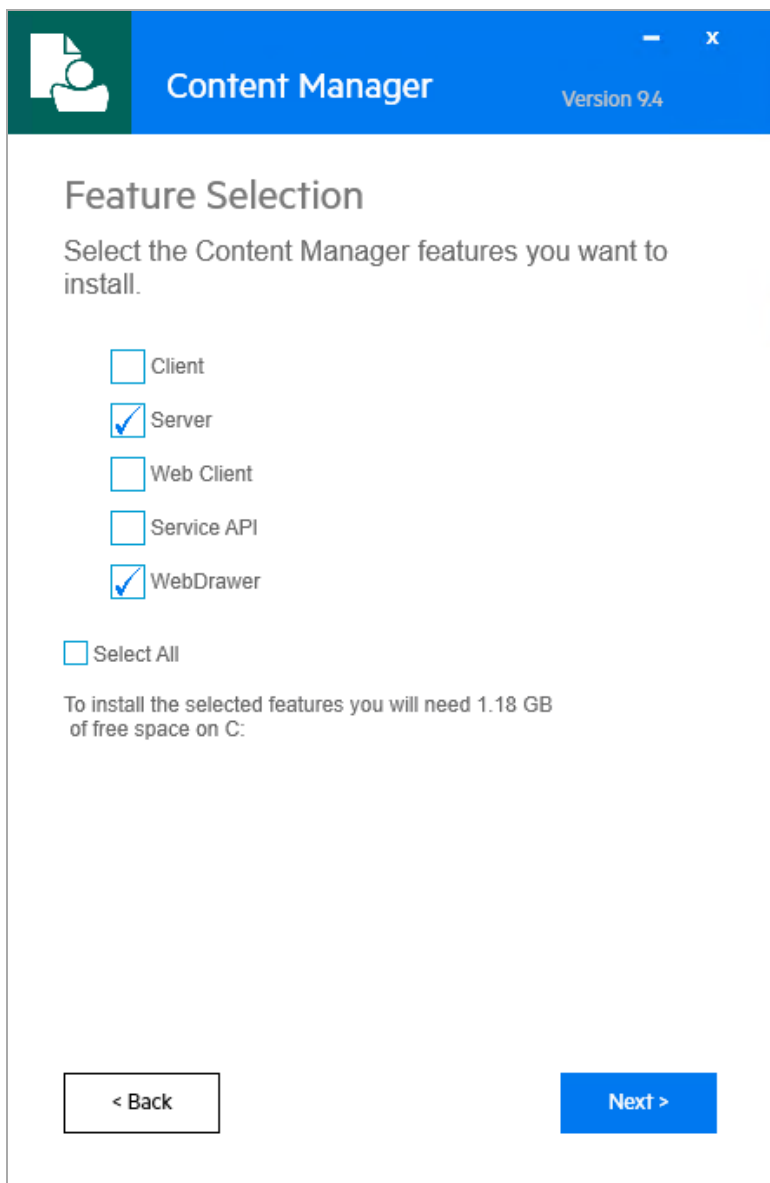 Content Manager
Version 9.4
x
Feature Selection
Select the Content Manager features you want to
install.
Client
Server
Web Client
Service API
WebDrawer
Select All
To install the selected features you will need 1.18 GB
of free space on C:
< Back
Next >